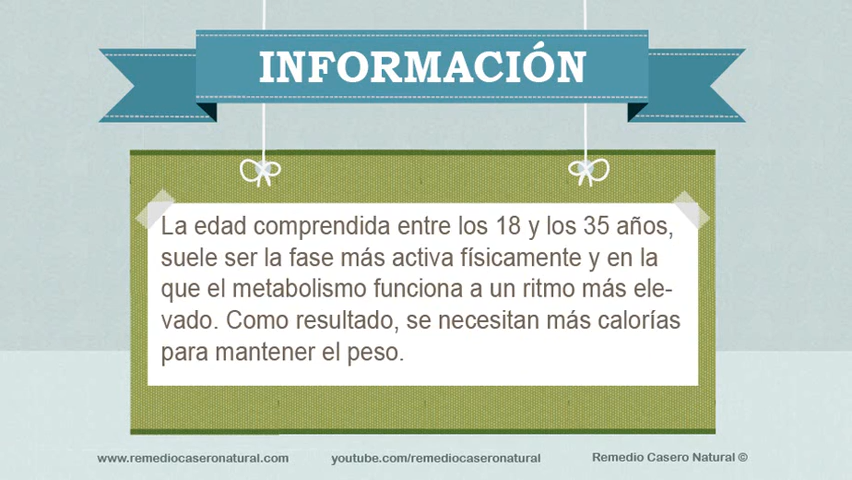 INFORMACIÓN
La edad comprendida entre los 18 y los 35 años,
suele ser la fase más activa físicamente y en la
que el metabolismo funciona a un ritmo más ele-
vado. Como resultado, se necesitan más calorías
para mantener el peso.
www.remediocaseronatural.com youtube.com/remediocaseronatural Remedio Casero Natural ©